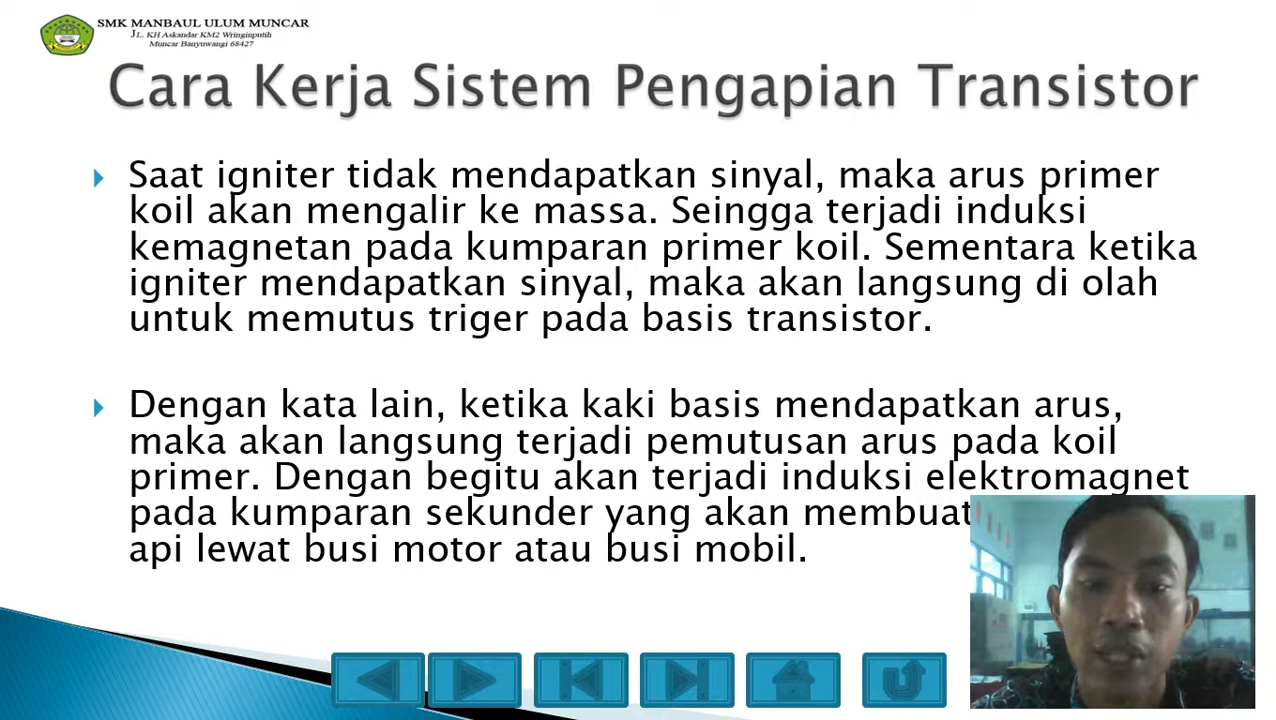 SMK MANBAUL ULUM MUNCAR
JL. KH Askandar KM2 Wringinputih
Muncar Banyuwangi 68427
Cara Kerja Sistem Pengapian Transistor
Saat igniter tidak mendapatkan sinyal, maka arus primer
koil akan mengalir ke massa. Seingga terjadi induksi
kemagnetan pada kumparan primer koil. Sementara ketika
igniter mendapatkan sinyal, maka akan langsung di olah
untuk memutus triger pada basis transistor.
Dengan kata lain, ketika kaki basis mendapatkan arus,
maka akan langsung terjadi pemutusan arus pada koil
primer. Dengan begitu akan terjadi induksi elektromagnet
pada kumparan sekunder yang akan membuat
api lewat busi motor atau busi mobil.